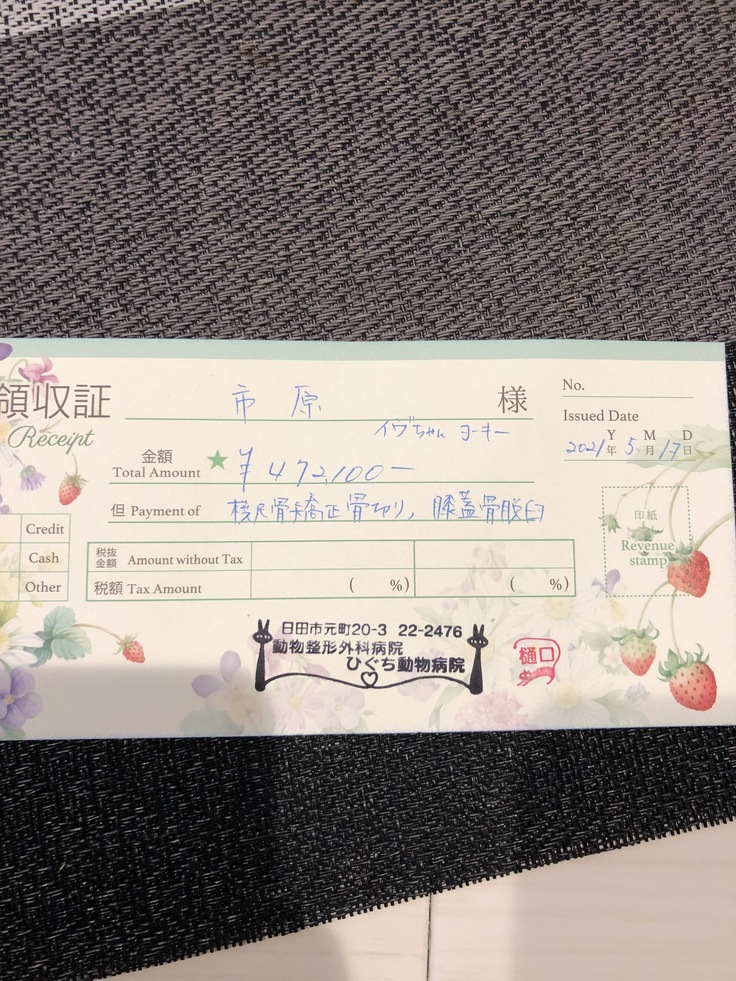 領収証 市原 様
Receipt
イヴちゃん ヨーキー
金額
Total Amount ★ ¥472,100-
但 Payment of 橈尺骨矯正骨切り, 膝蓋骨脱臼
No.
Issued Date
Y M D
2021年 5月 17日
印紙
Revenue
stamp
Credit
Cash
Other
税抜
金額 Amount without Tax
税額 Tax Amount ( %) ( %)
日田市元町20-3 22-2476
動物整形外科病院
ひぐち動物病院
樋口